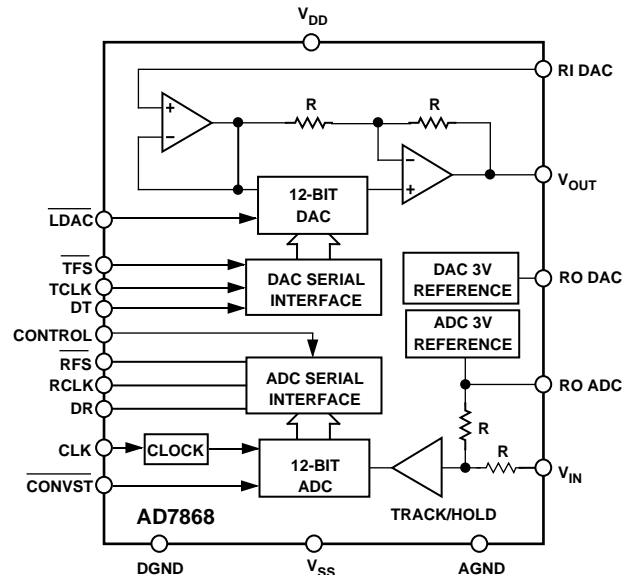 VDD
RI DAC
R
R
+
−
−
+
VOUT
12-BIT
DAC
LDAC
TFS
TCLK
DT
DAC SERIAL
INTERFACE
DAC 3V
REFERENCE
RO DAC
CONTROL
RFS
RCLK
DR
ADC SERIAL
INTERFACE
ADC 3V
REFERENCE
RO ADC
R
R
CLK
CLOCK
12-BIT
ADC
VIN
CONVST
AD7868
TRACK/HOLD
DGND
VSS
AGND